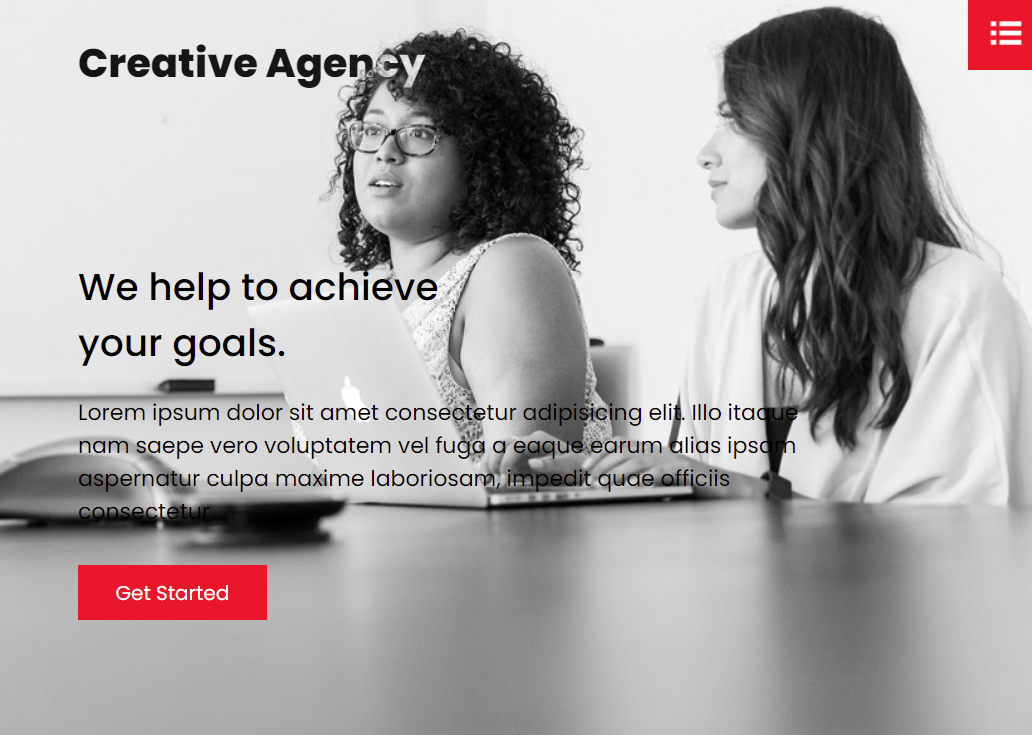 Creative Agency
We help to achieve
your goals.
Lorem ipsum dolor sit amet consectetur adipisicing elit. Illo itaque
nam saepe vero voluptatem vel fuga a eaque earum alias ipsam
aspernatur culpa maxime laboriosam, impedit quae officiis
consectetur.
Get Started